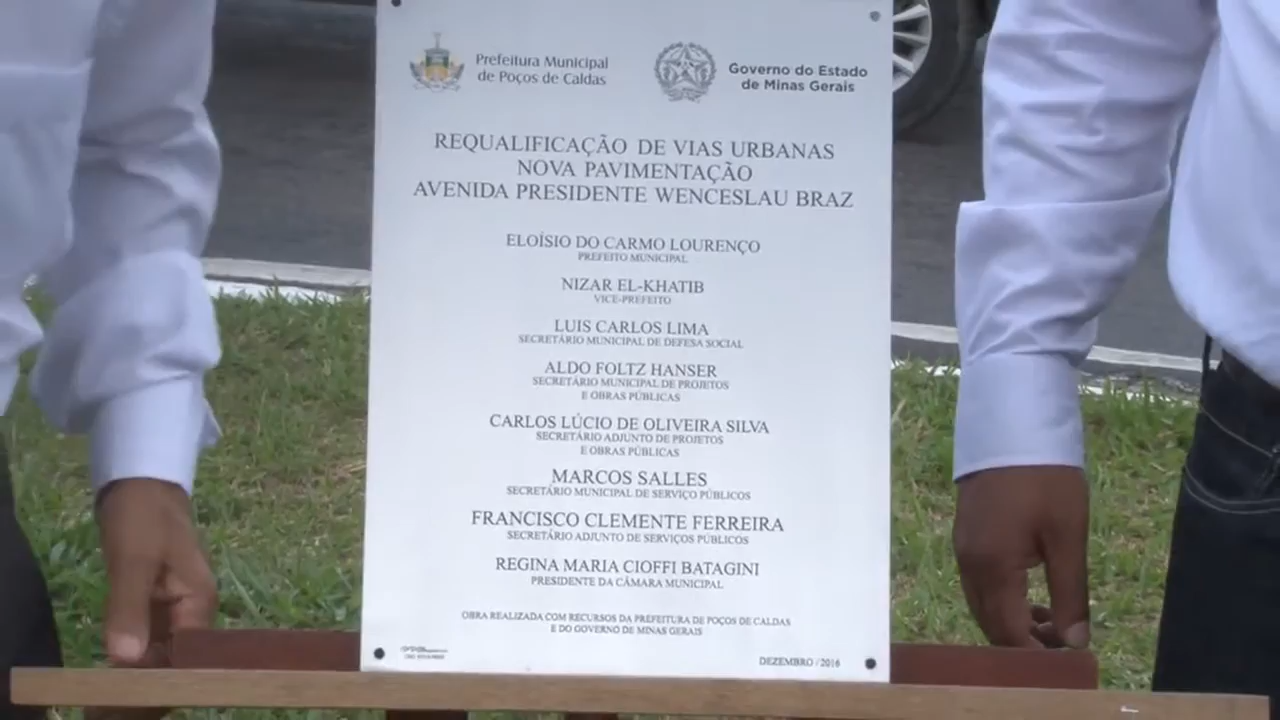 Prefeitura Municipal
de Poços de Caldas
Governo do Estado
de Minas Gerais
REQUALIFICAÇÃO DE VIAS URBANAS
NOVA PAVIMENTAÇÃO
AVENIDA PRESIDENTE WENCESLAU BRAZ
ELOÍSIO DO CARMO LOURENÇO
PREFEITO MUNICIPAL
NIZAR EL-KHATIB
VICE-PREFEITO
LUIS CARLOS LIMA
SECRETÁRIO MUNICIPAL DE DEFESA SOCIAL
ALDO FOLTZ HANSER
SECRETÁRIO MUNICIPAL DE PROJETOS
E OBRAS PÚBLICAS
CARLOS LÚCIO DE OLIVEIRA SILVA
SECRETÁRIO ADJUNTO DE PROJETOS
E OBRAS PÚBLICAS
MARCOS SALLES
SECRETÁRIO MUNICIPAL DE SERVIÇO PÚBLICOS
FRANCISCO CLEMENTE FERREIRA
SECRETÁRIO ADJUNTO DE SERVIÇOS PÚBLICOS
REGINA MARIA CIOFFI BATAGINI
PRESIDENTE DA CÂMARA MUNICIPAL
OBRA REALIZADA COM RECURSOS DA PREFEITURA DE POÇOS DE CALDAS
E DO GOVERNO DE MINAS GERAIS
DEZEMBRO / 2016